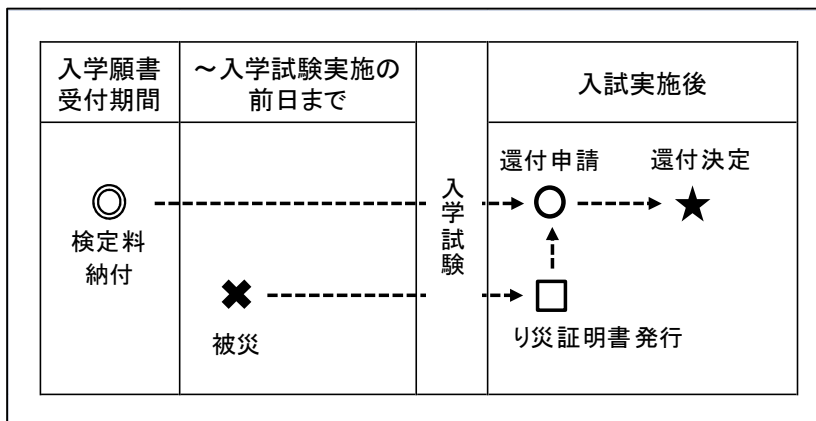 入学願書
受付期間
～入学試験実施の
前日まで
入試実施後
入学試験
還付申請
還付決定
検定料
納付
被災
り災証明書発行